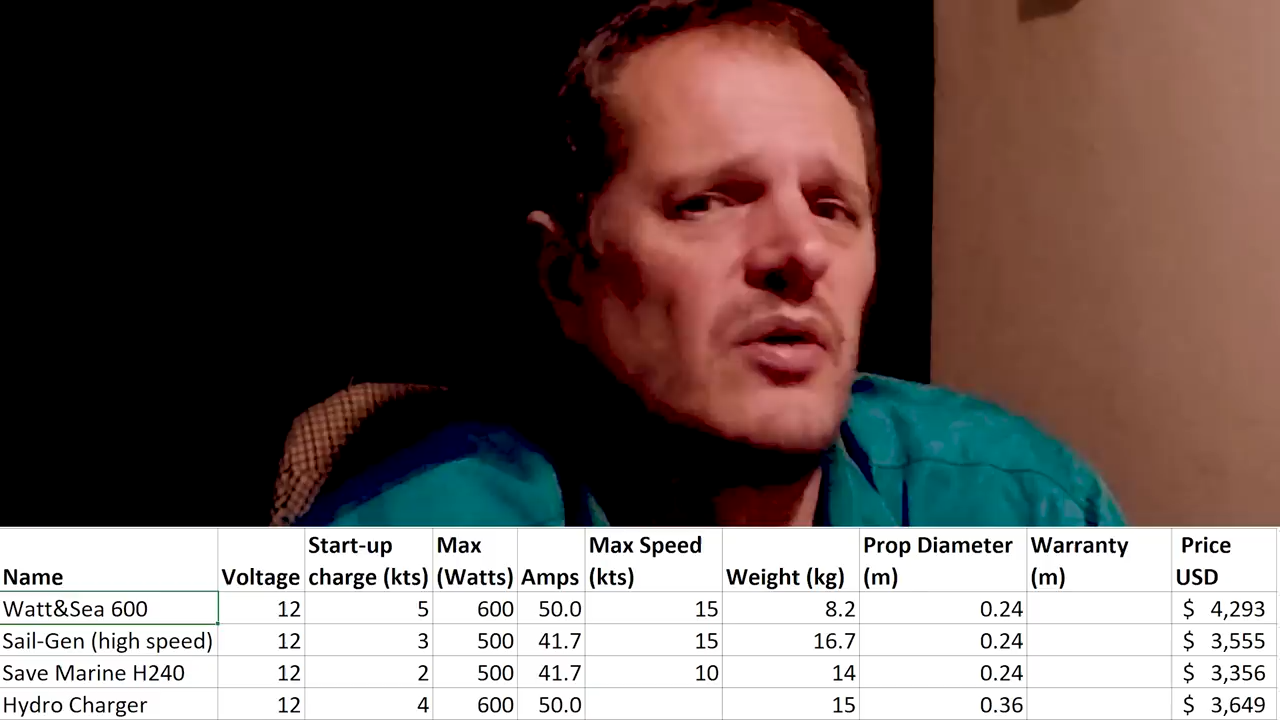 Name Voltage Start-up charge (kts) Max (Watts) Amps Max Speed (kts) Weight (kg) Prop Diameter (m) Warranty (m) Price USD
Watt&Sea 600 12 5 600 50.0 15 8.2 0.24 $ 4,293
Sail-Gen (high speed) 12 3 500 41.7 15 16.7 0.24 $ 3,555
Save Marine H240 12 2 500 41.7 10 14 0.24 $ 3,356
Hydro Charger 12 4 600 50.0 15 0.36 $ 3,649